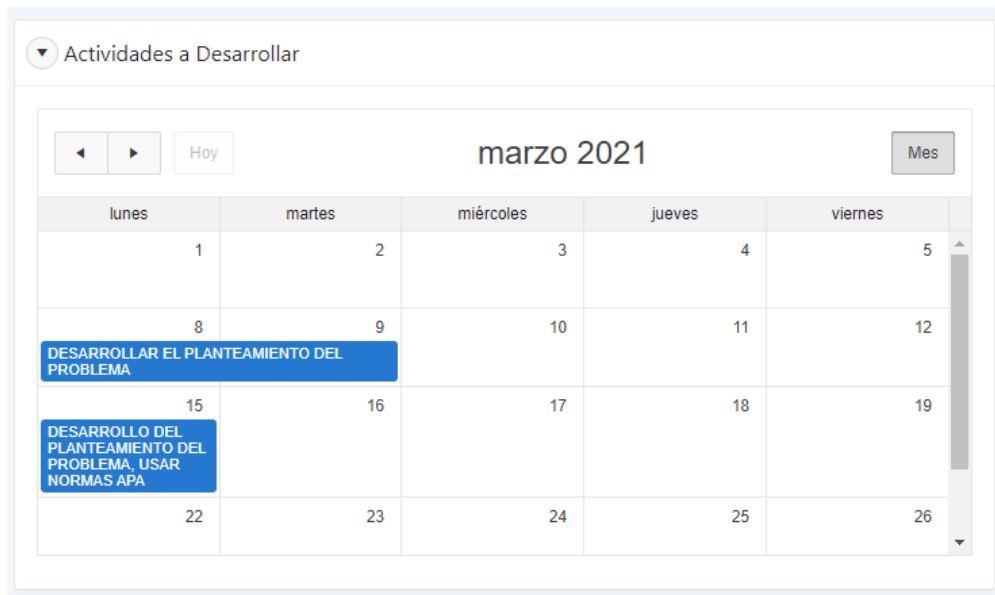 Actividades a Desarrollar
Hoy
marzo 2021
Mes
lunes martes miércoles jueves viernes
1 2 3 4 5
8 9 10 11 12
DESARROLLAR EL PLANTEAMIENTO DEL
PROBLEMA
15 16 17 18 19
DESARROLLO DEL
PLANTEAMIENTO DEL
PROBLEMA, USAR
NORMAS APA
22 23 24 25 26